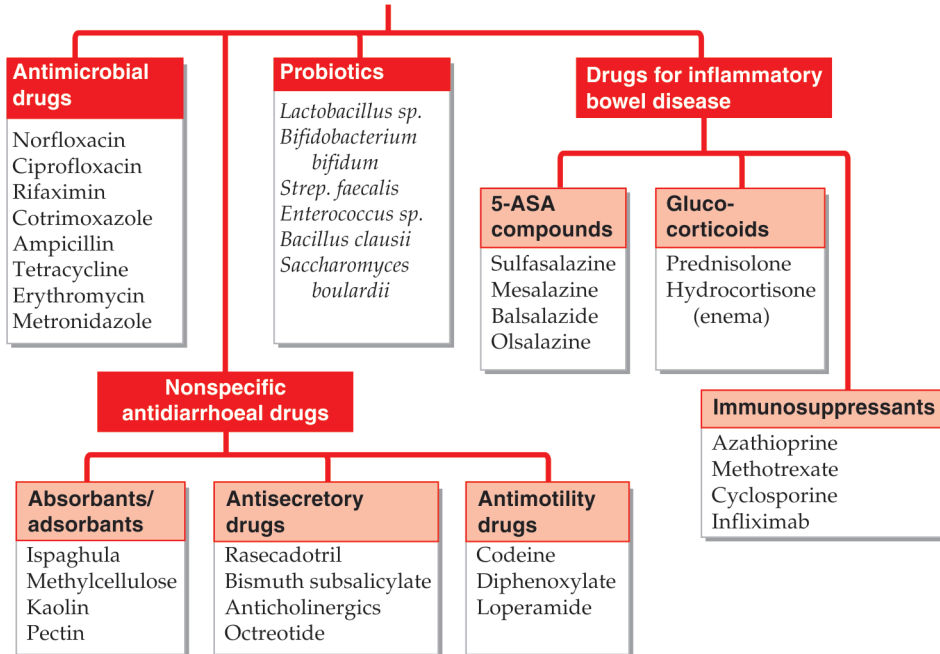 Antimicrobial
drugs
Norfloxacin
Ciprofloxacin
Rifaximin
Cotrimoxazole
Ampicillin
Tetracycline
Erythromycin
Metronidazole
Probiotics
Lactobacillus sp.
Bifidobacterium
bifidum
Strep. faecalis
Enterococcus sp.
Bacillus clausii
Saccharomyces
boulardii
Drugs for inflammatory
bowel disease
5-ASA
compounds
Sulfasalazine
Mesalazine
Balsalazide
Olsalazine
Gluco-
corticoids
Prednisolone
Hydrocortisone
(enema)
Immunosuppressants
Azathioprine
Methotrexate
Cyclosporine
Infliximab
Nonspecific
antidiarrhoeal drugs
Absorbants/
adsorbants
Ispaghula
Methylcellulose
Kaolin
Pectin
Antisecretory
drugs
Rasecadotril
Bismuth subsalicylate
Anticholinergics
Octreotide
Antimotility
drugs
Codeine
Diphenoxylate
Loperamide